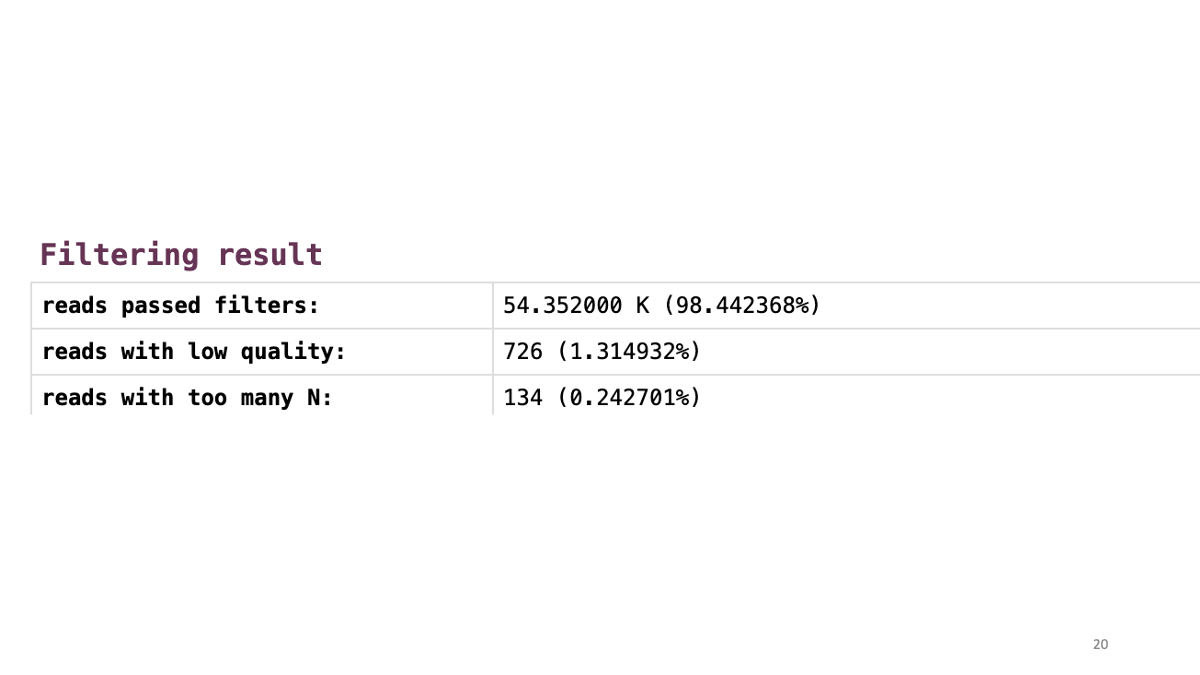 Filtering result
reads passed filters: 54.352000 K (98.442368%)
reads with low quality: 726 (1.314932%)
reads with too many N: 134 (0.242701%)
20